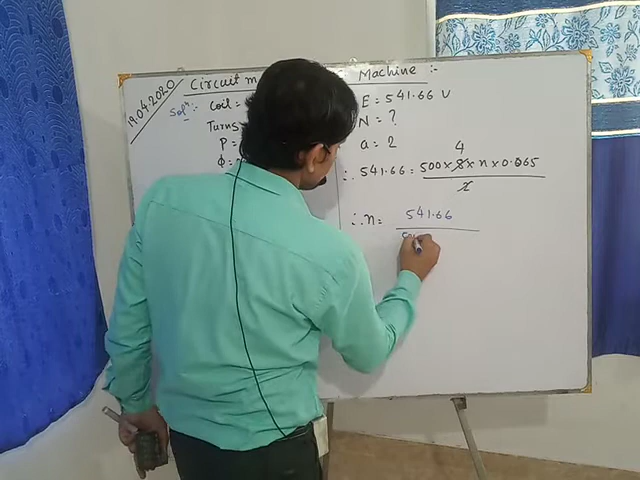 19.04.2020 Circuit Machine :-
Solⁿ :- Coil = E = 541.66 V
Turns N = ?
P = a = 2
Φ = ∴ 541.66 = 500 × 8 × n × 0.065
4
2
∴ n = 541.66